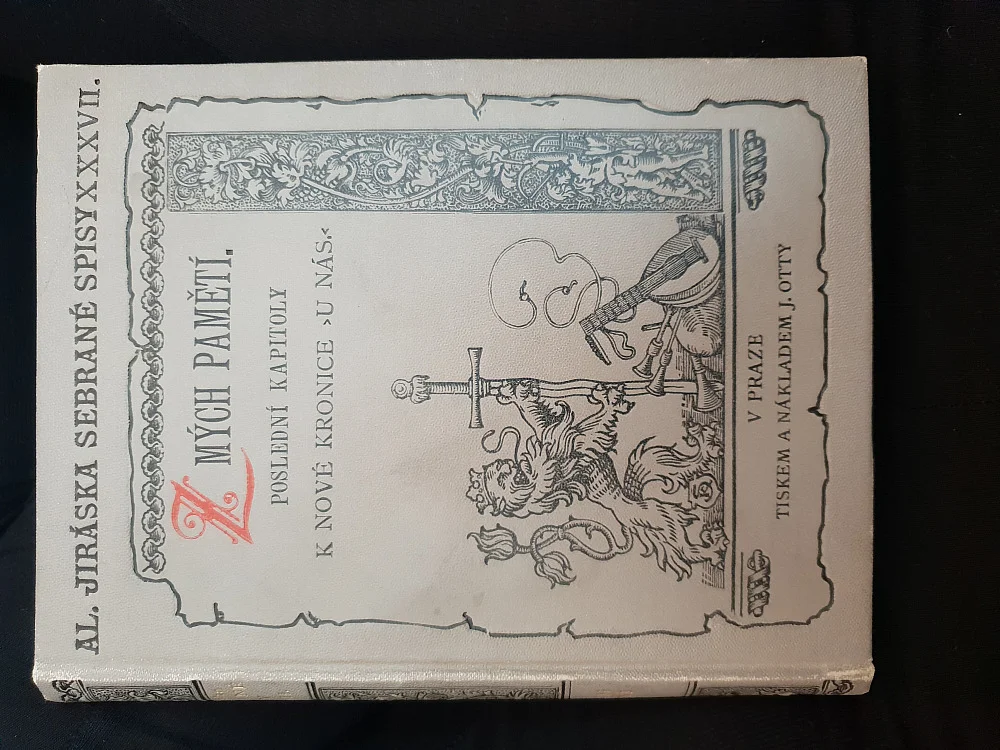 AL. JIRÁSKA SEBRANÉ SPISY XXXVII.
Z MÝCH PAMĚTÍ.
POSLEDNÍ KAPITOLY
K NOVÉ KRONICE ›U NÁS.‹
V PRAZE
TISKEM A NÁKLADEM J. OTTY